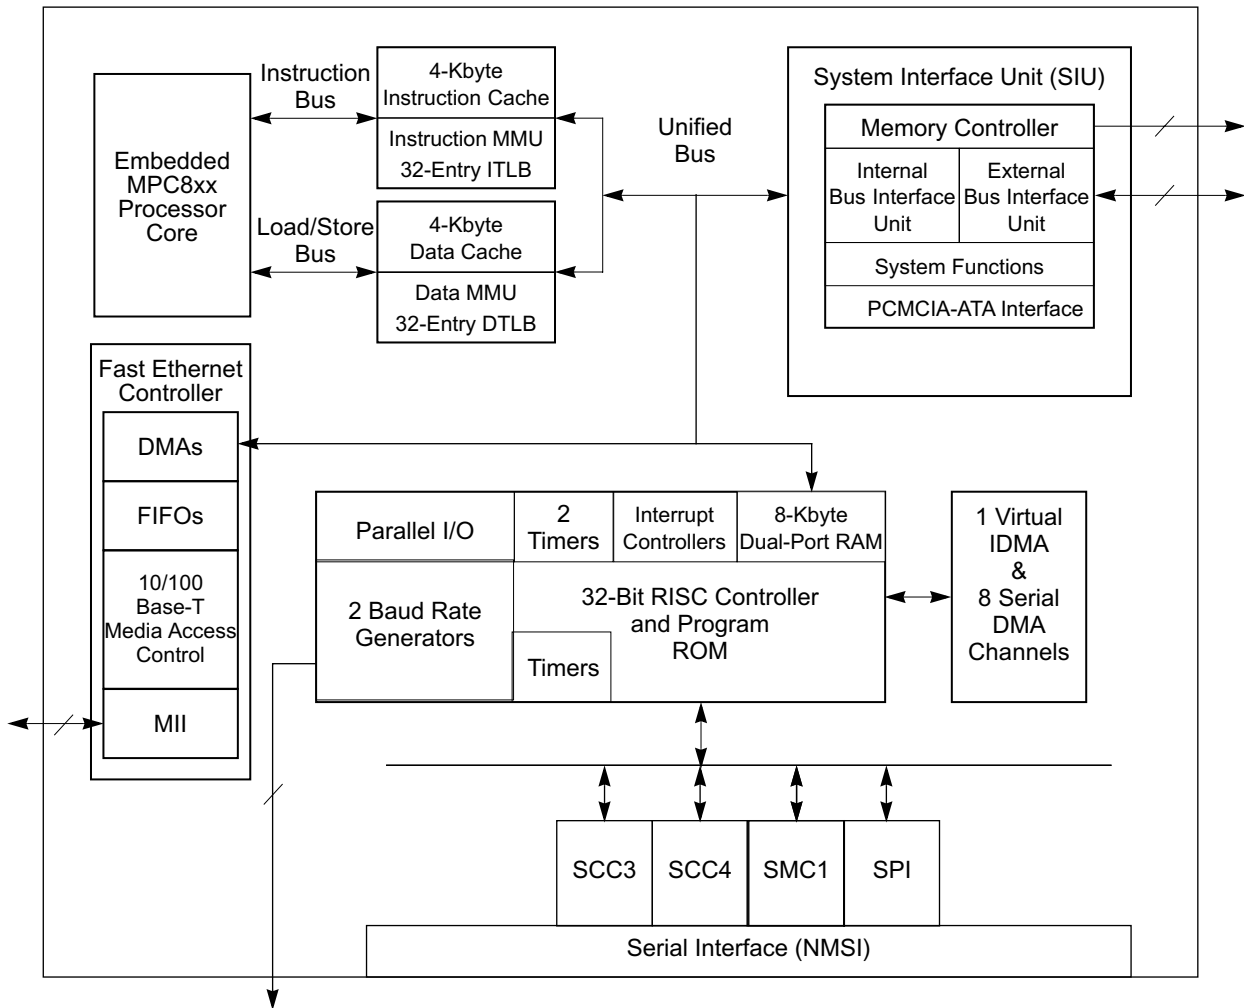 Instruction
Bus
4-Kbyte
Instruction Cache
Instruction MMU
32-Entry ITLB
Embedded
MPC8xx
Processor
Core
Load/Store
Bus
4-Kbyte
Data Cache
Data MMU
32-Entry DTLB
Unified
Bus
System Interface Unit (SIU)
Memory Controller
Internal
Bus Interface
Unit
External
Bus Interface
Unit
System Functions
PCMCIA-ATA Interface
Fast Ethernet
Controller
DMAs
FIFOs
10/100
Base-T
Media Access
Control
MII
Parallel I/O
2
Timers
Interrupt
Controllers
8-Kbyte
Dual-Port RAM
2 Baud Rate
Generators
32-Bit RISC Controller
and Program
ROM
Timers
1 Virtual
IDMA
&
8 Serial
DMA
Channels
SCC3
SCC4
SMC1
SPI
Serial Interface (NMSI)